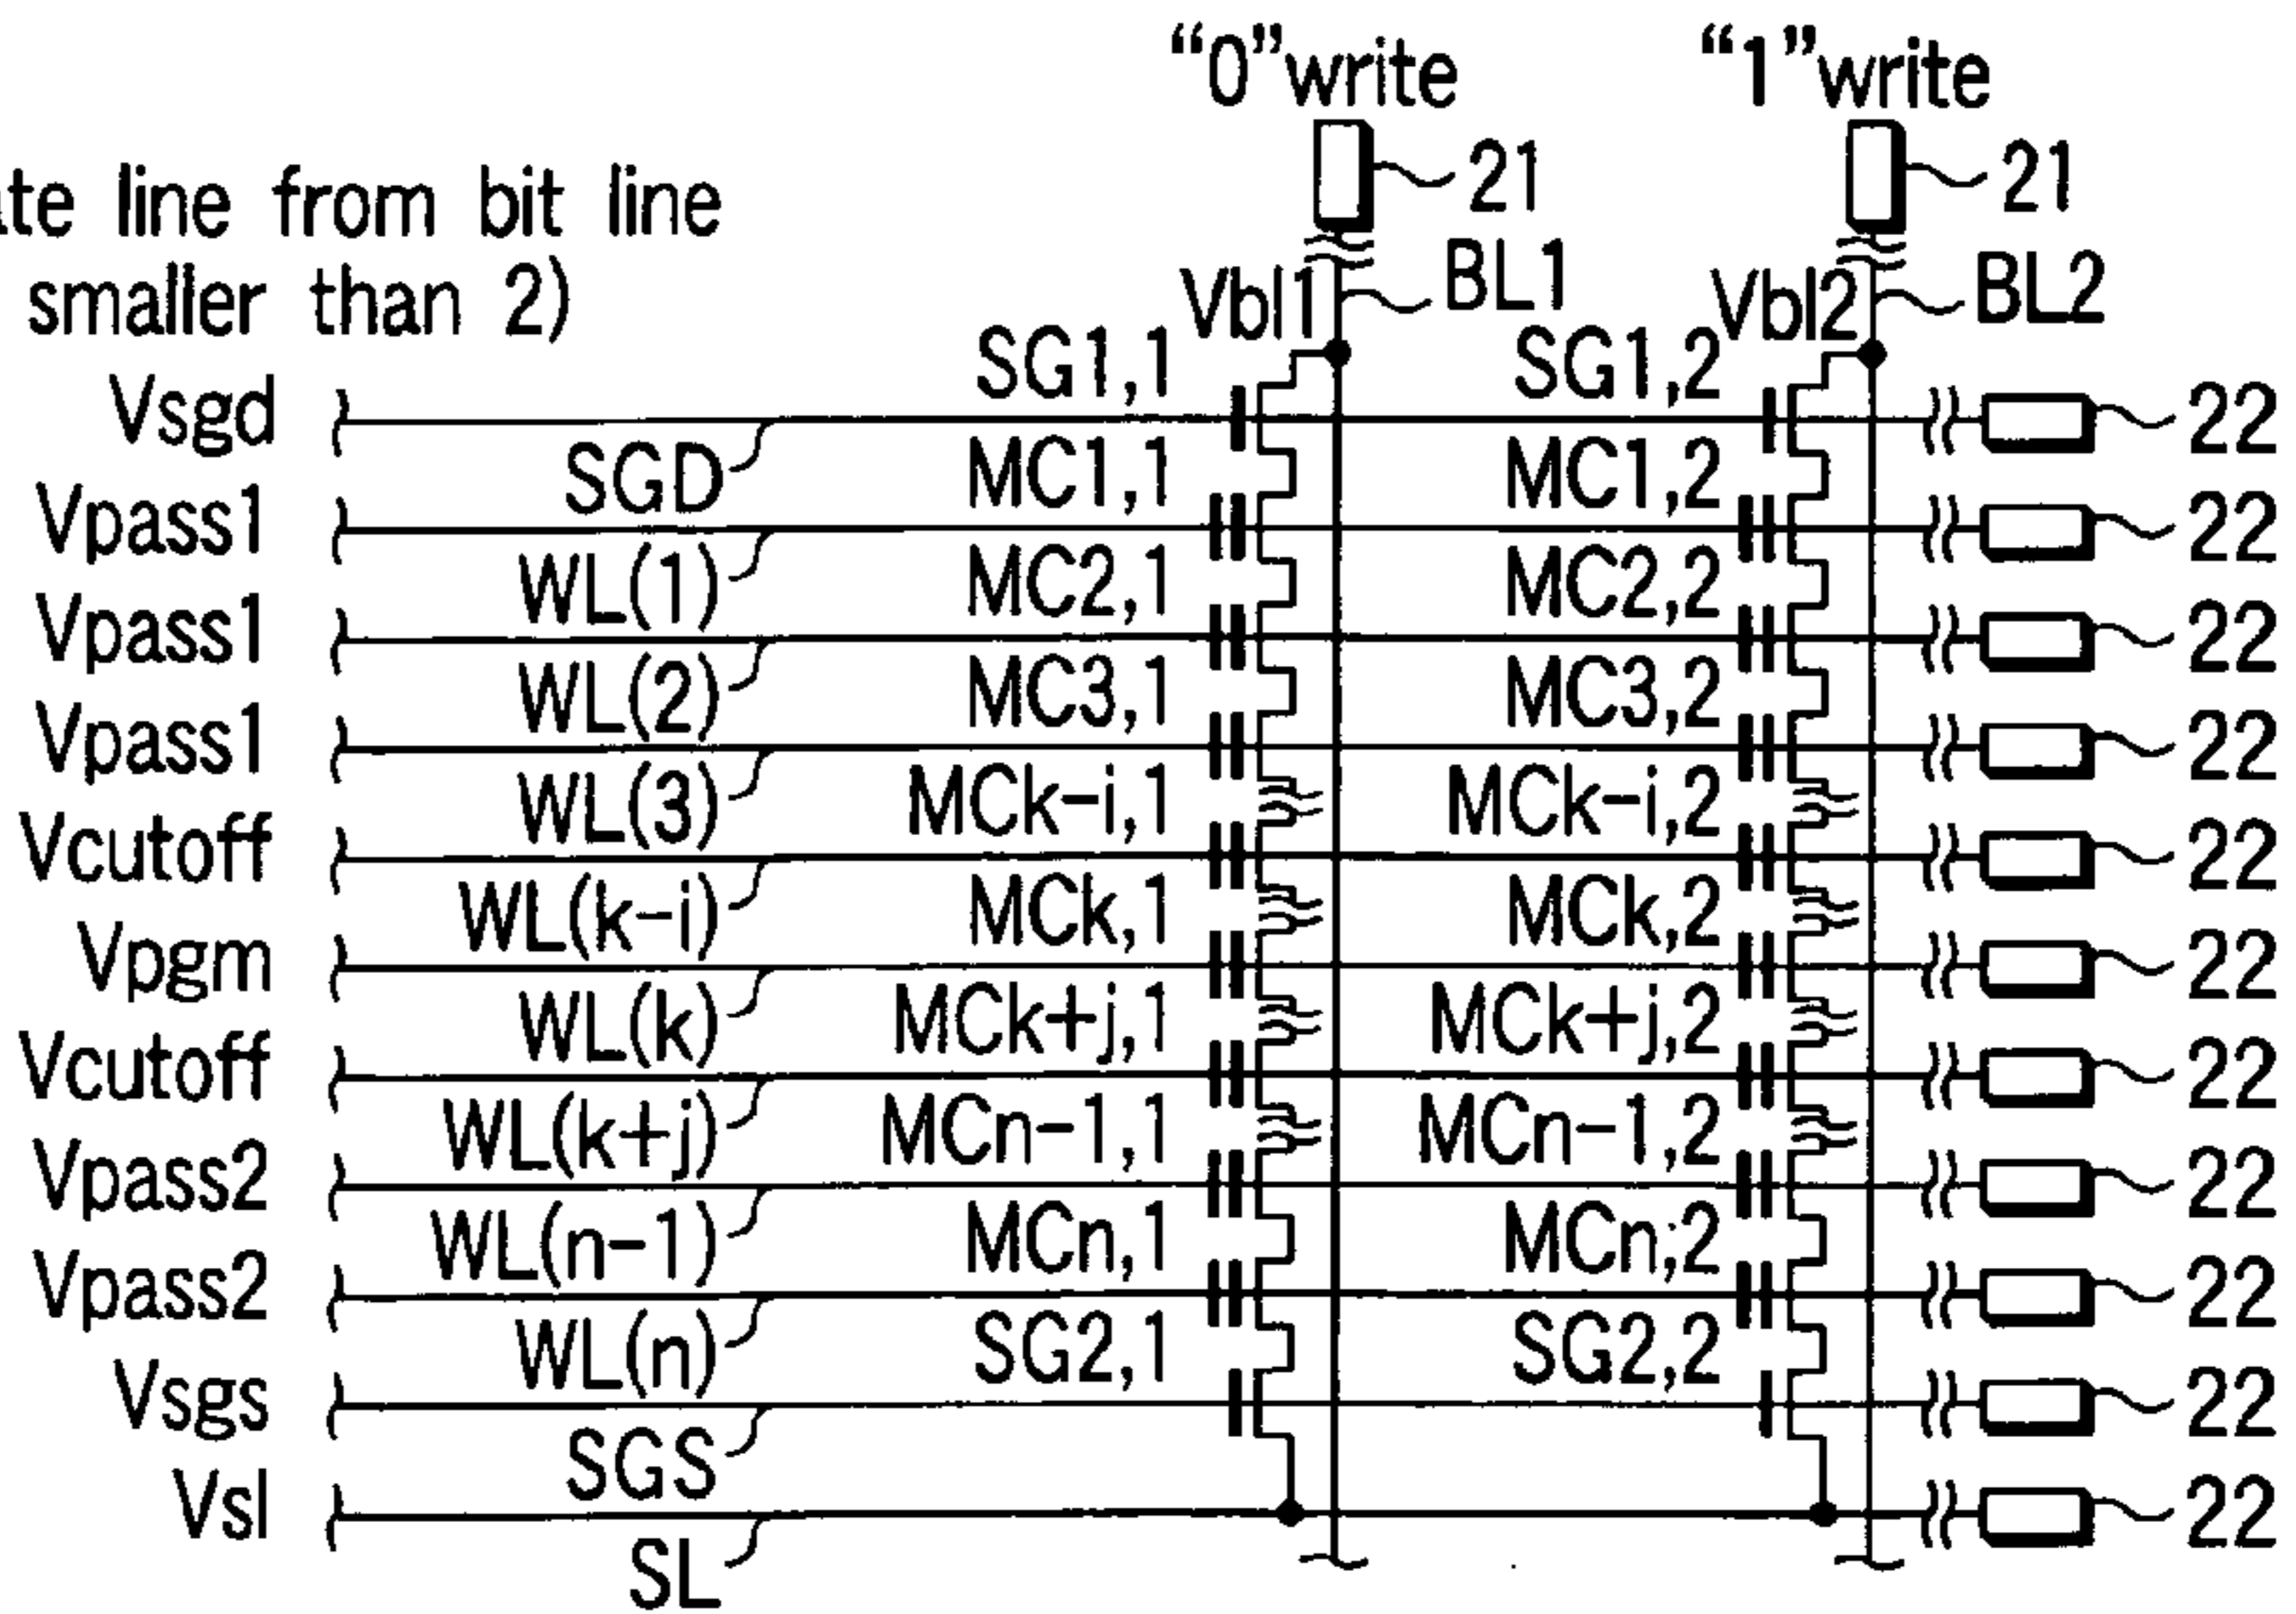 "0"write "1"write
21 21
line from bit line
smaller than 2)
Vbl1 BL1 Vbl2 BL2
SG1,1 SG1,2
Vsgd 22
SGD MC1,1 MC1,2
Vpass1 22
WL(1) MC2,1 MC2,2
Vpass1 22
WL(2) MC3,1 MC3,2
Vpass1 22
WL(3) MCk-i,1 MCk-i,2
Vcutoff 22
WL(k-i) MCk,1 MCk,2
Vpgm 22
WL(k) MCk+j,1 MCk+j,2
Vcutoff 22
WL(k+j) MCn-1,1 MCn-1,2
Vpass2 22
WL(n-1) MCn,1 MCn,2
Vpass2 22
WL(n) SG2,1 SG2,2
Vsgs 22
SGS
Vsl 22
SL